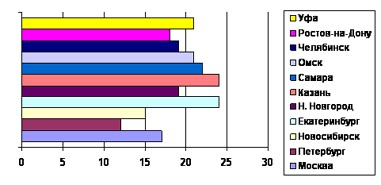 Уфа
Ростов-на-Дону
Челябинск
Омск
Самара
Казань
Н. Новгород
Екатеринбург
Новосибирск
Петербург
Москва
0 5 10 15 20 25 30